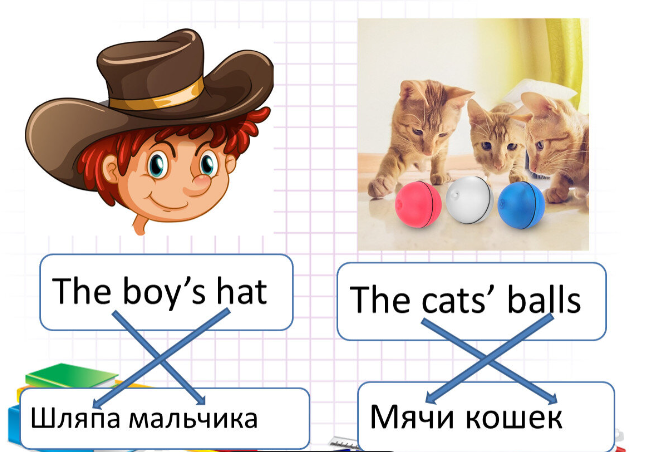 The boy’s hat
The cats’ balls
Шляпа мальчика
Мячи кошек